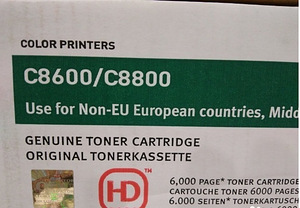 COLOR PRINTERS
C8600/C8800
Use for Non-EU European countries, Midd
GENUINE TONER CARTRIDGE
ORIGINAL TONERKASSETTE
HD™
6,000 PAGE* TONER CARTRIDGE
CARTOUCHE TONER 6000 PAGES
6.000 SEITEN* TONERKARTUSCH